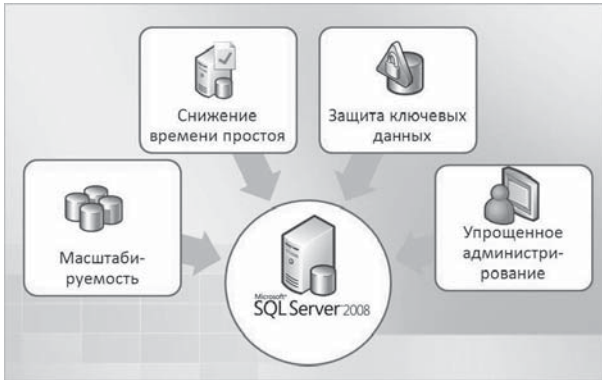 Снижение
времени простоя
Защита ключевых
данных
Масштаби-
руемость
Упрощенное
администри-
рование
Microsoft®
SQL Server 2008